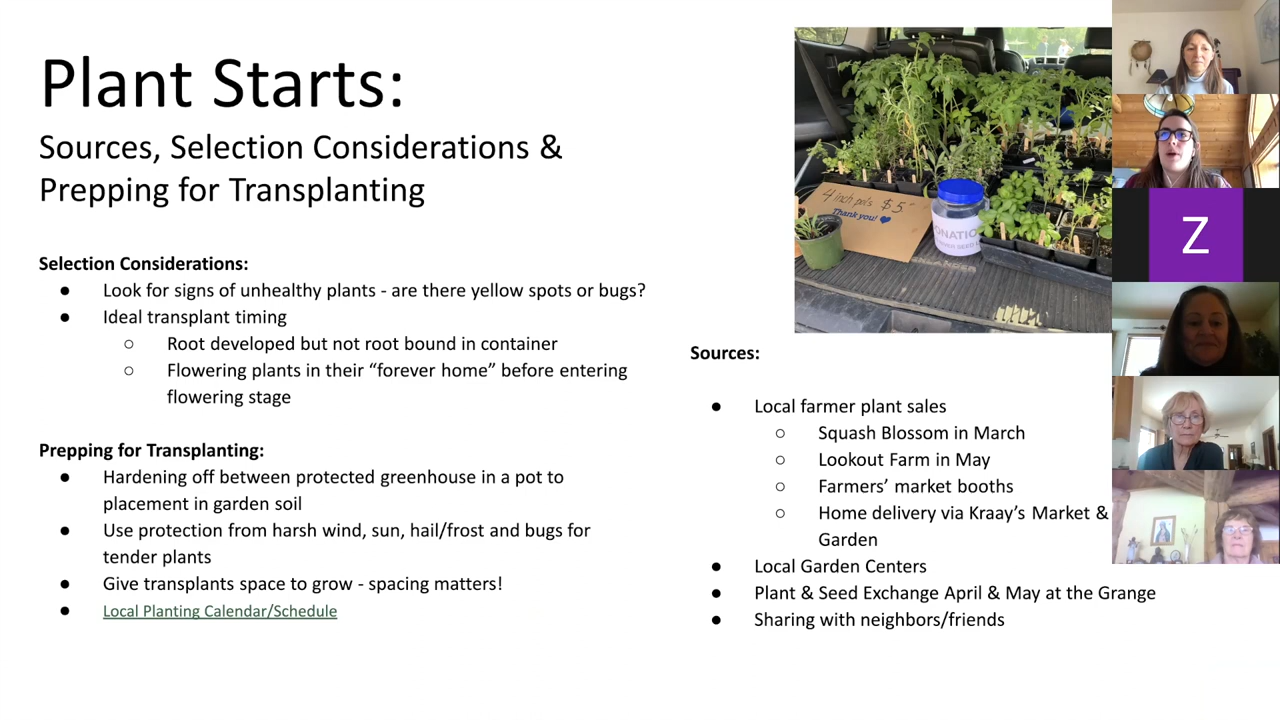 Plant Starts:
Sources, Selection Considerations &
Prepping for Transplanting
Selection Considerations:
● Look for signs of unhealthy plants - are there yellow spots or bugs?
● Ideal transplant timing
○ Root developed but not root bound in container
○ Flowering plants in their “forever home” before entering
flowering stage
Prepping for Transplanting:
● Hardening off between protected greenhouse in a pot to
placement in garden soil
● Use protection from harsh wind, sun, hail/frost and bugs for
tender plants
● Give transplants space to grow - spacing matters!
● Local Planting Calendar/Schedule
4 inch pots $5
Thank you!
Sources:
● Local farmer plant sales
○ Squash Blossom in March
○ Lookout Farm in May
○ Farmers’ market booths
○ Home delivery via Kraay’s Market &
Garden
● Local Garden Centers
● Plant & Seed Exchange April & May at the Grange
● Sharing with neighbors/friends
Z